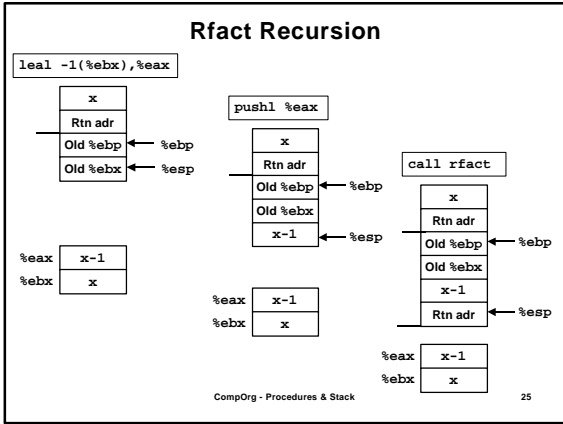 Rfact Recursion
leal -1(%ebx),%eax
x
Rtn adr
Old %ebp %ebp
Old %ebx %esp
%eax x-1
%ebx x
pushl %eax
x
Rtn adr
Old %ebp %ebp
Old %ebx
x-1 %esp
%eax x-1
%ebx x
call rfact
x
Rtn adr
Old %ebp %ebp
Old %ebx
x-1
Rtn adr %esp
%eax x-1
%ebx x
CompOrg - Procedures & Stack 25